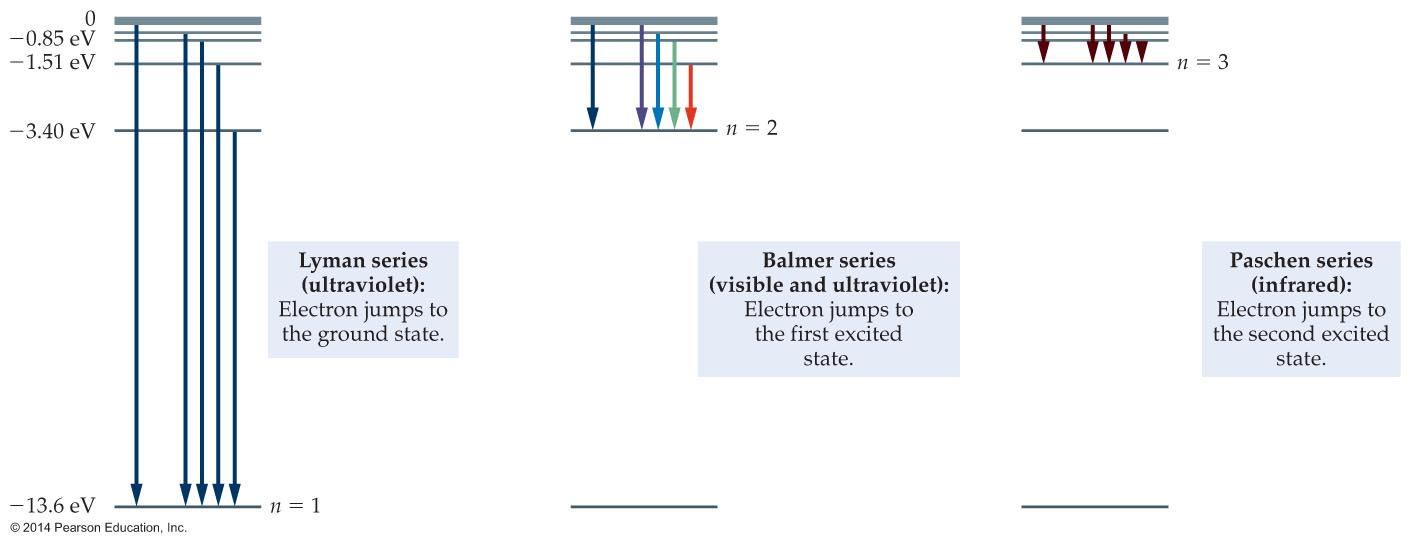 0
−0.85 eV
−1.51 eV
−3.40 eV
−13.6 eV
n = 1
Lyman series
(ultraviolet):
Electron jumps to
the ground state.
n = 2
Balmer series
(visible and ultraviolet):
Electron jumps to
the first excited
state.
n = 3
Paschen series
(infrared):
Electron jumps to
the second excited
state.
© 2014 Pearson Education, Inc.